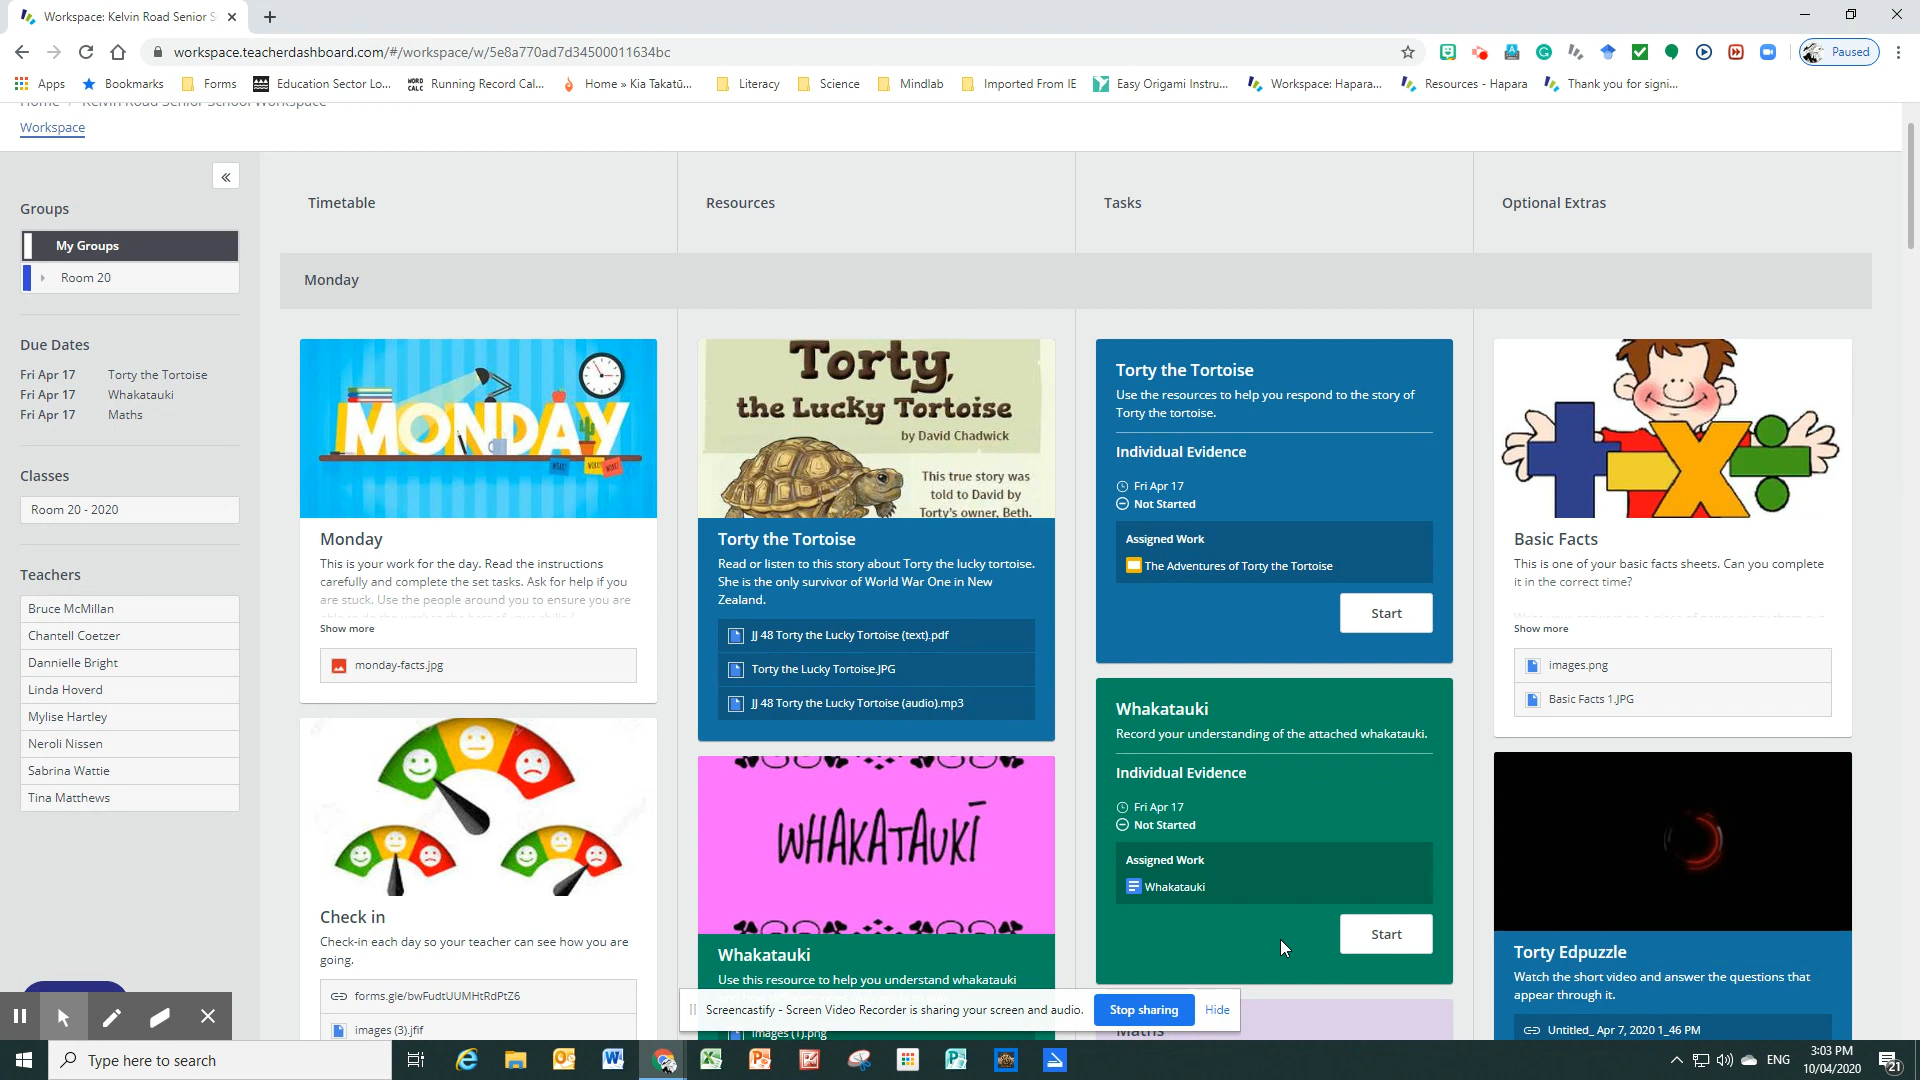 Workspace: Kelvin Road Senior S
workspace.teacherdashboard.com/#/workspace/w/5e8a770ad7d34500011634bc
Paused
Apps
Bookmarks
Forms
Education Sector Lo...
WORD CALC
Running Record Cal...
Home » Kia Takatū...
Literacy
Science
Mindlab
Imported From IE
Easy Origami Instru...
Workspace: Hapara...
Resources - Hapara
Thank you for signi...
Home / Kelvin Road Senior School Workspace
Workspace
Groups
My Groups
Room 20
Due Dates
Fri Apr 17 Torty the Tortoise
Fri Apr 17 Whakatauki
Fri Apr 17 Maths
Classes
Room 20 - 2020
Teachers
Bruce McMillan
Chantell Coetzer
Dannielle Bright
Linda Hoverd
Mylise Hartley
Neroli Nissen
Sabrina Wattie
Tina Matthews
Timetable
Resources
Tasks
Optional Extras
Monday
MONDAY
Monday
This is your work for the day. Read the instructions
carefully and complete the set tasks. Ask for help if you
are stuck. Use the people around you to ensure you are
Show more
monday-facts.jpg
Check in
Check-in each day so your teacher can see how you are
going.
forms.gle/bwFudtUUMHtRdPtZ6
images (3).jfif
Torty,
the Lucky Tortoise
by David Chadwick
This true story was
told to David by
Torty's owner, Beth.
Torty the Tortoise
Read or listen to this story about Torty the lucky tortoise.
She is the only survivor of World War One in New
Zealand.
JJ 48 Torty the Lucky Tortoise (text).pdf
Torty the Lucky Tortoise.JPG
JJ 48 Torty the Lucky Tortoise (audio).mp3
WHAKATAUKĪ
Whakatauki
Use this resource to help you understand whakatauki
images (1).png
Torty the Tortoise
Use the resources to help you respond to the story of
Torty the tortoise.
Individual Evidence
Fri Apr 17
Not Started
Assigned Work
The Adventures of Torty the Tortoise
Start
Whakatauki
Record your understanding of the attached whakatauki.
Individual Evidence
Fri Apr 17
Not Started
Assigned Work
Whakatauki
Start
Maths
Basic Facts
This is one of your basic facts sheets. Can you complete
it in the correct time?
Show more
images.png
Basic Facts 1.JPG
Torty Edpuzzle
Watch the short video and answer the questions that
appear through it.
Untitled_ Apr 7, 2020 1_46 PM
Screencastify - Screen Video Recorder is sharing your screen and audio.
Stop sharing
Hide
Type here to search
ENG
3:03 PM
10/04/2020
21